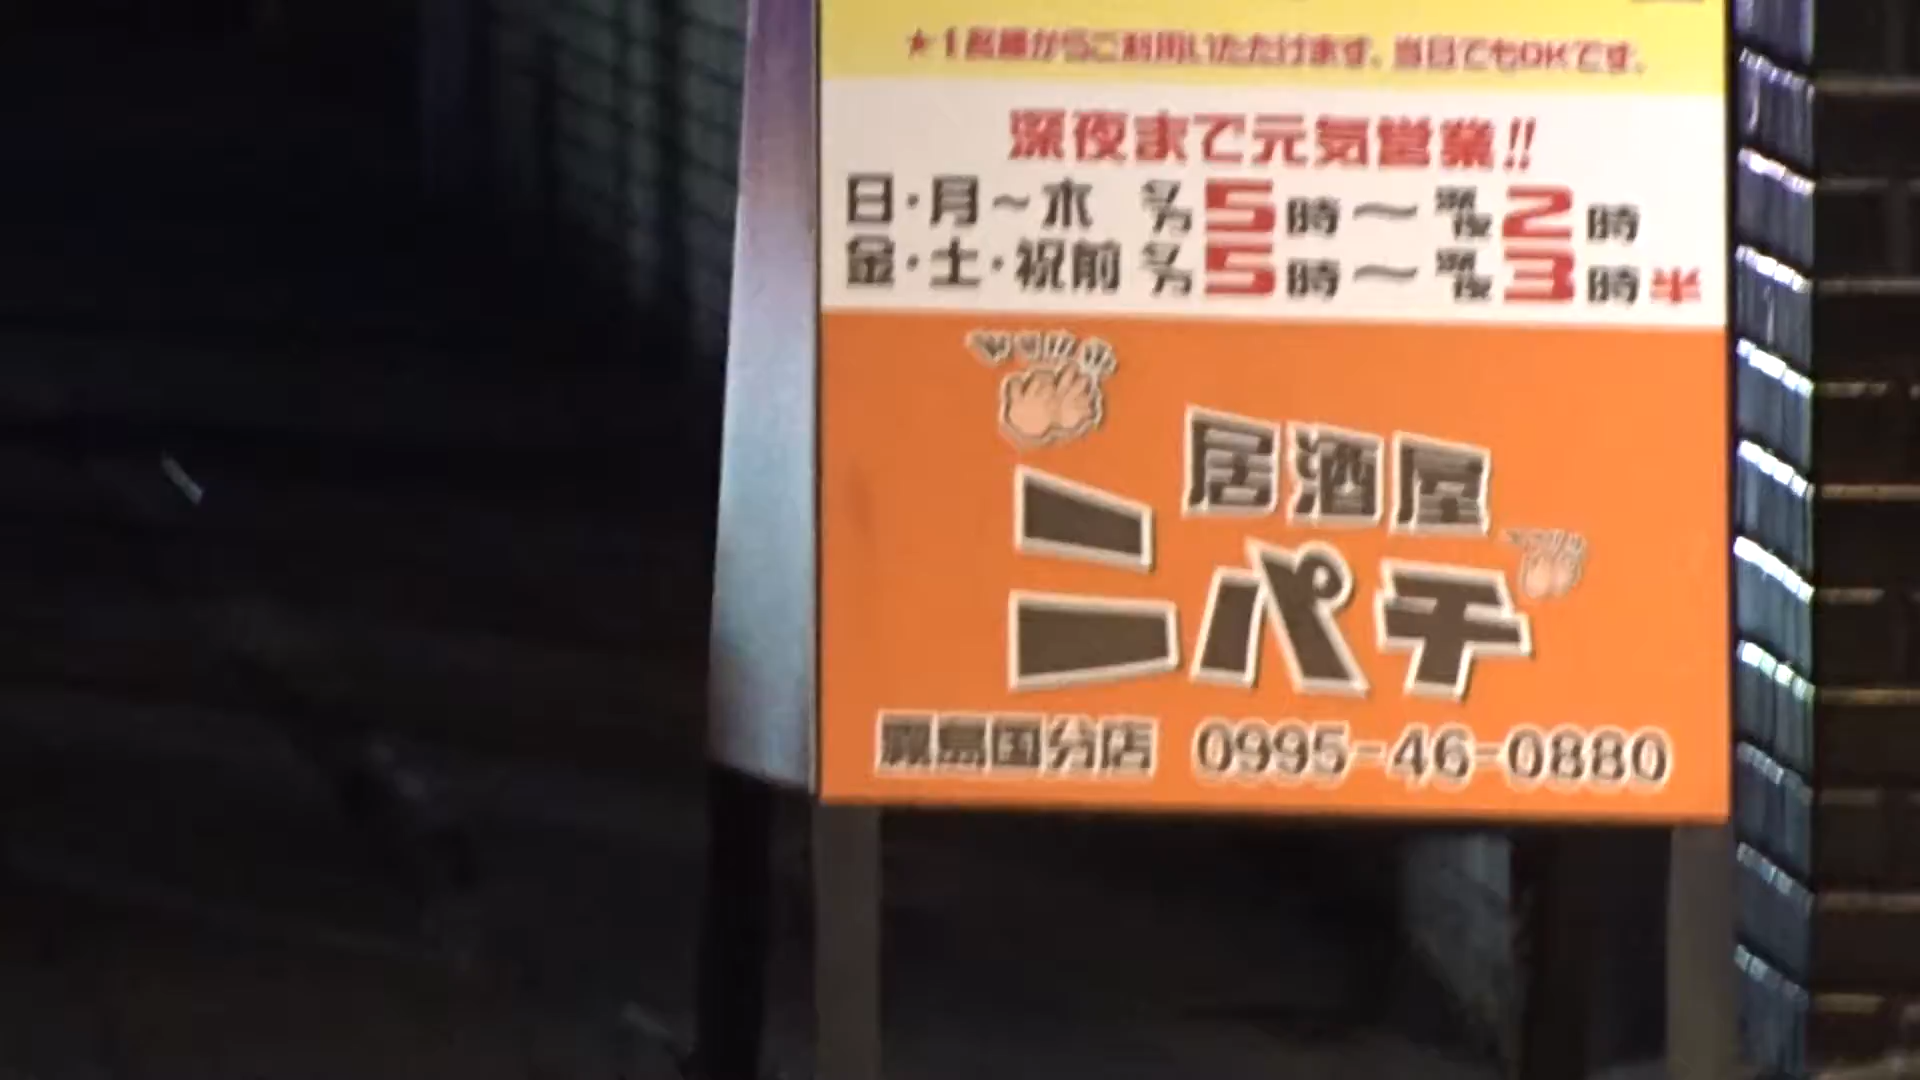 ★1名様からご利用いただけます。当日でもOKです。
深夜まで元気営業!!
日・月〜木 夕方5時〜深夜2時
金・土・祝前 夕方5時〜深夜3時半
居酒屋
ニパチ
霧島国分店 0995-46-0880